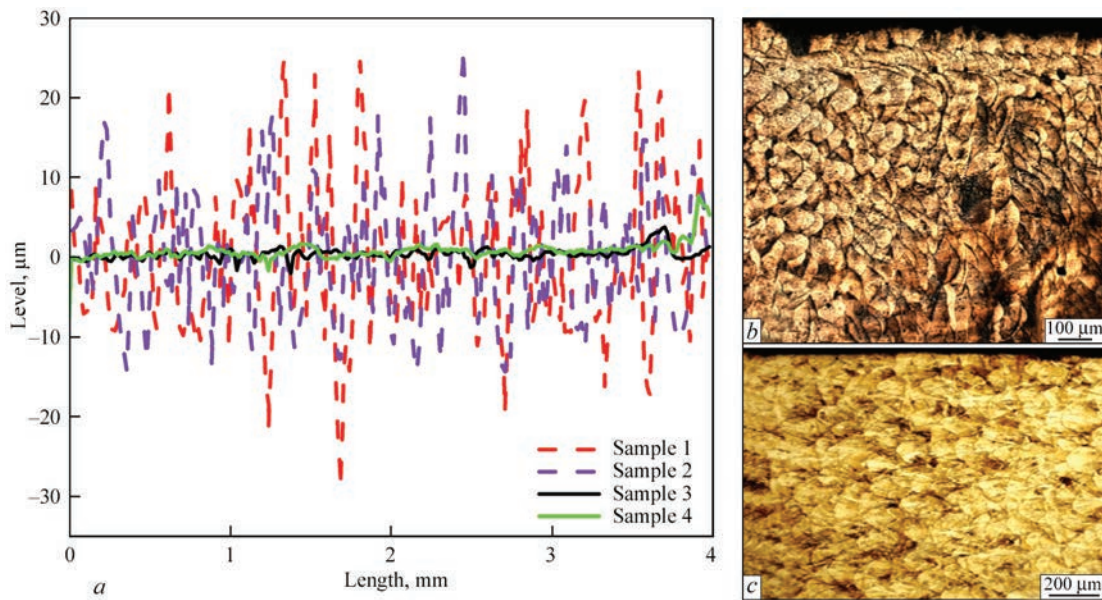 30
20
10
0
–10
–20
–30
Level, μm
0 1 2 3 4
Length, mm
Sample 1
Sample 2
Sample 3
Sample 4
a
b
100 μm
c
200 μm